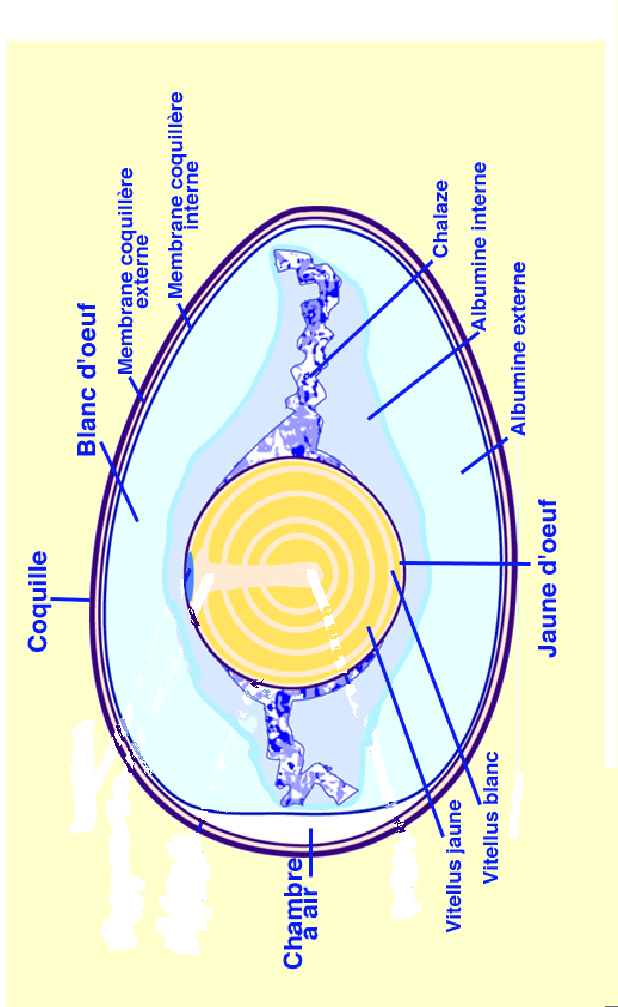 Coquille
Blanc d'oeuf
Membrane coquillère
externe
Membrane coquillère
interne
Chambre
à air
Chalaze
Vitellus jaune
Albumine interne
Vitellus blanc
Albumine externe
Jaune d'oeuf